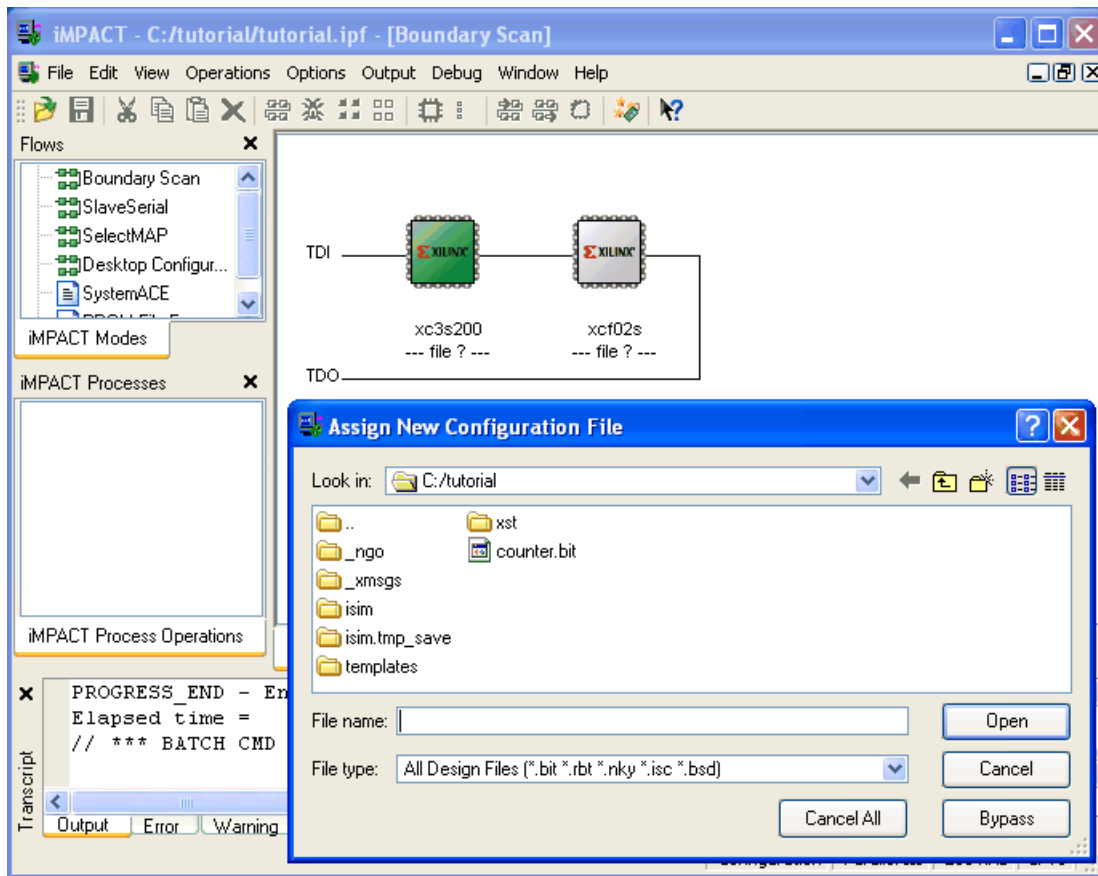 iMPACT - C:/tutorial/tutorial.ipf - [Boundary Scan]
File Edit View Operations Options Output Debug Window Help
Flows
Boundary Scan
SlaveSerial
SelectMAP
Desktop Configur...
SystemACE
iMPACT Modes
iMPACT Processes
iMPACT Process Operations
TDI
XILINX
XILINX
xc3s200
xcf02s
--- file ? ---
--- file ? ---
TDO
Assign New Configuration File
Look in: C:/tutorial
..
_ngo
_xmsgs
isim
isim.tmp_save
templates
xst
counter.bit
File name:
Open
File type: All Design Files (*.bit *.rbt *.nky *.isc *.bsd)
Cancel
Cancel All
Bypass
Transcript
PROGRESS_END - En
Elapsed time =
// *** BATCH CMD
Output Error Warning